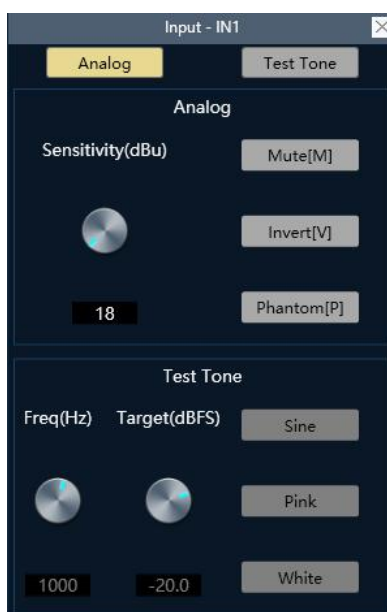 Input - IN1
Analog Test Tone
Analog
Sensitivity(dBu) Mute[M]
Invert[V]
18 Phantom[P]
Test Tone
Freq(Hz) Target(dBFS) Sine
Pink
1000 -20.0 White